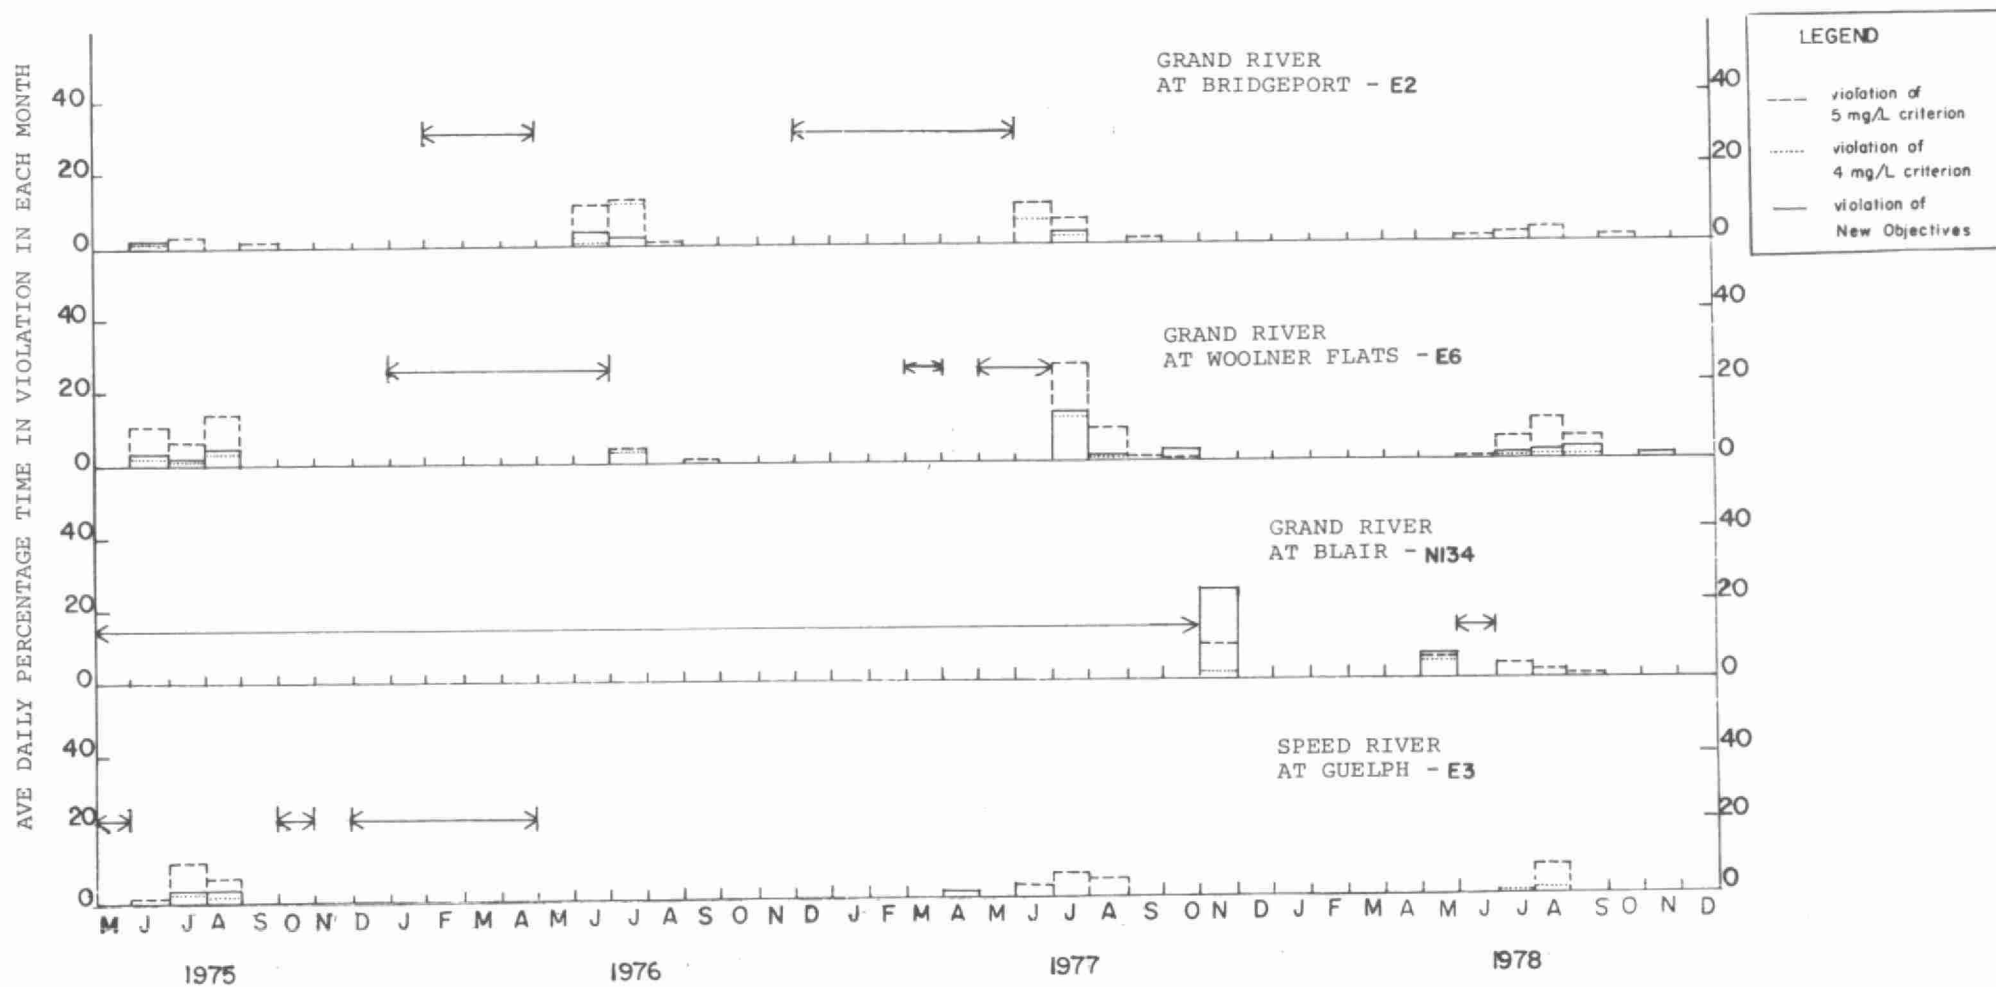 AVE DAILY PERCENTAGE TIME IN VIOLATION IN EACH MONTH
GRAND RIVER
AT BRIDGEPORT - E2
40
20
0
40
20
0
LEGEND
violation of
5 mg/L criterion
violation of
4 mg/L criterion
violation of
New Objectives
GRAND RIVER
AT WOOLNER FLATS - E6
40
20
0
40
20
0
GRAND RIVER
AT BLAIR - N134
40
20
0
40
20
0
SPEED RIVER
AT GUELPH - E3
40
20
0
40
20
0
M J J A S O N D J F M A M J J A S O N D J F M A M J J A S O N D J F M A M J J A S O N D
1975 1976 1977 1978